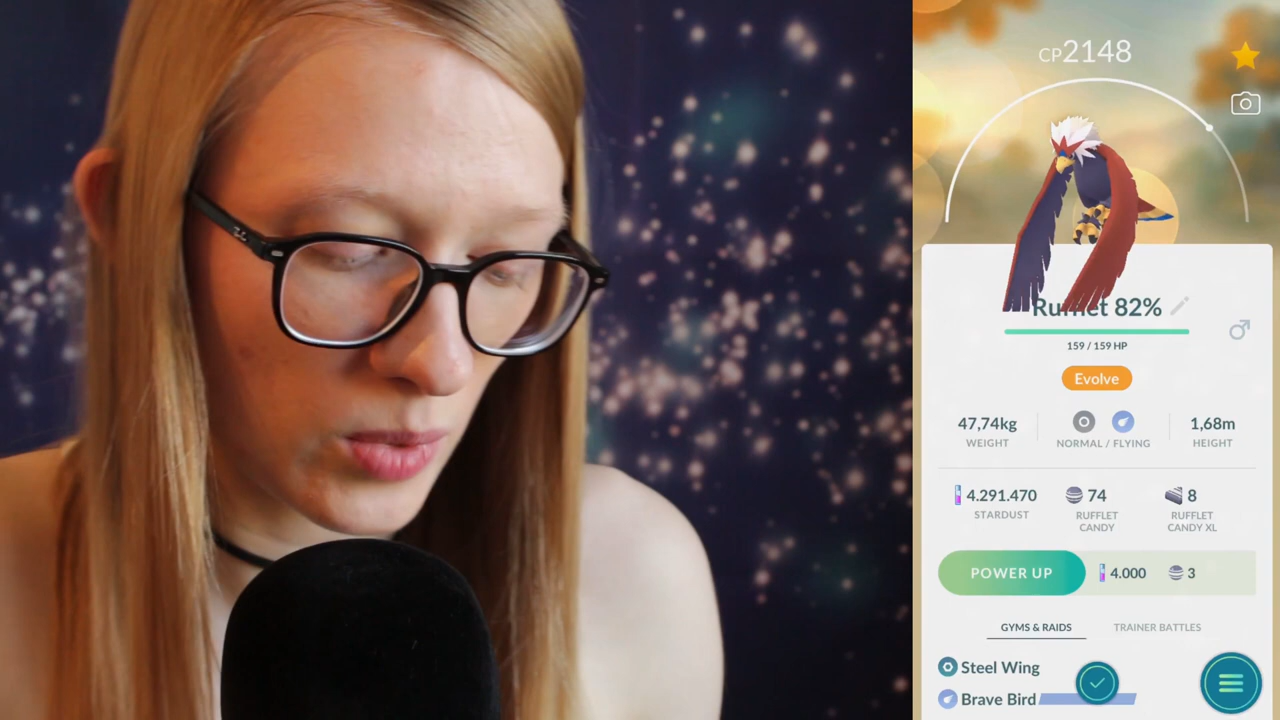 CP2148
Rufflet 82%
159 / 159 HP
Evolve
47,74kg
WEIGHT
NORMAL / FLYING
1,68m
HEIGHT
4.291.470
STARDUST
74
RUFFLET
CANDY
8
RUFFLET
CANDY XL
POWER UP
4.000
3
GYMS & RAIDS
TRAINER BATTLES
Steel Wing
Brave Bird